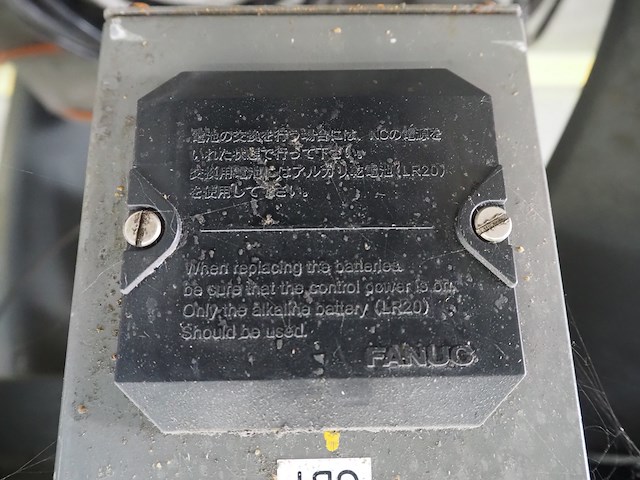 電池の交換を行う場合には、NCの電源を
いれた状態で行って下さい。
交換用電池にはアルカリ乾電池(LR20)
を使用して下さい。
When replacing the batteries.
be sure that the control power is on.
Only the alkaline battery (LR20)
Should be used.
FANUC